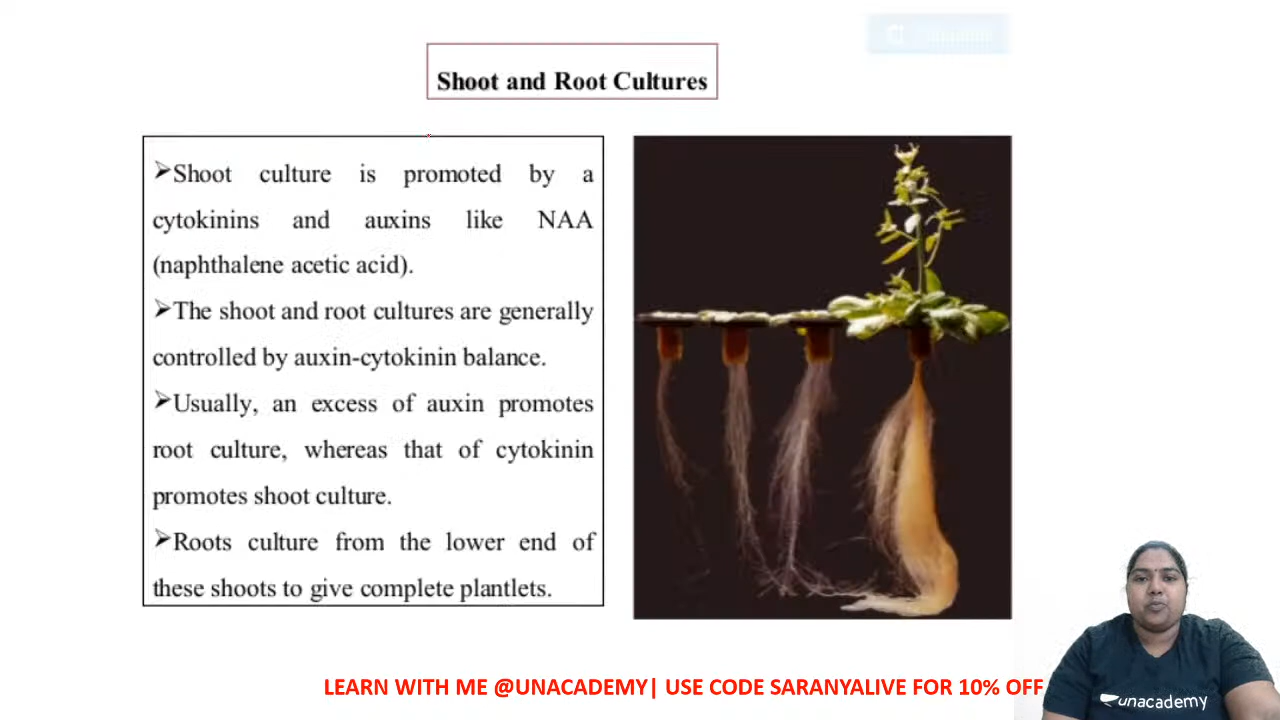 Shoot and Root Cultures
➢Shoot culture is promoted by a
cytokinins and auxins like NAA
(naphthalene acetic acid).
➢The shoot and root cultures are generally
controlled by auxin-cytokinin balance.
➢Usually, an excess of auxin promotes
root culture, whereas that of cytokinin
promotes shoot culture.
➢Roots culture from the lower end of
these shoots to give complete plantlets.
unacademy
LEARN WITH ME @UNACADEMY| USE CODE SARANYALIVE FOR 10% OFF